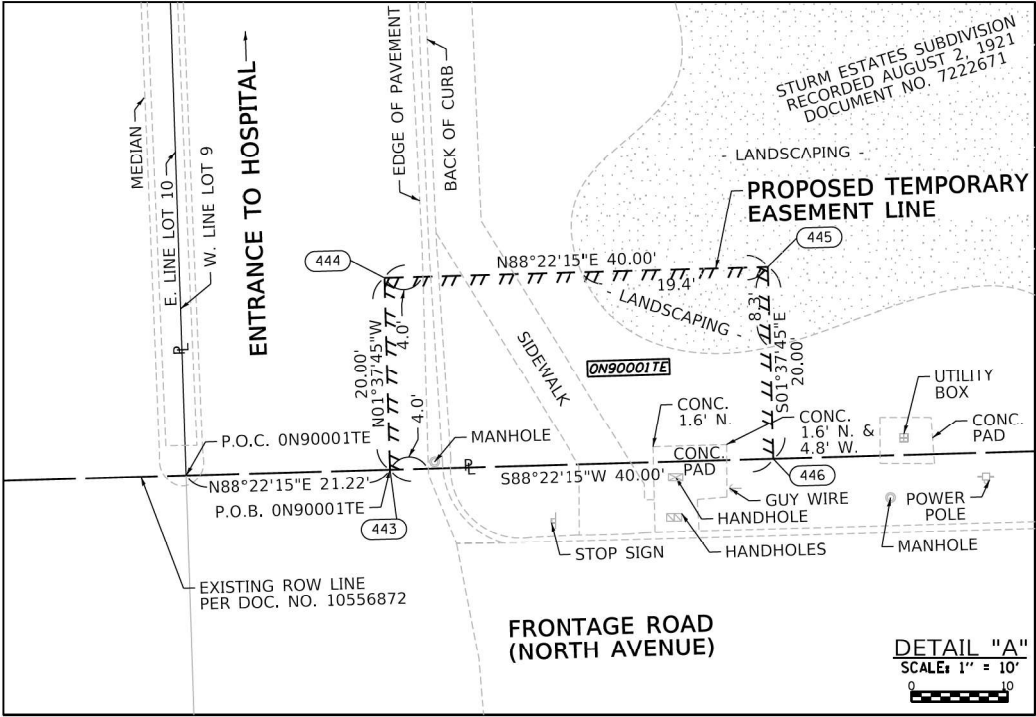 STURM ESTATES SUBDIVISION
RECORDED AUGUST 2, 1921
DOCUMENT NO. 7222671
MEDIAN
E. LINE LOT 10
W. LINE LOT 9
ENTRANCE TO HOSPITAL
EDGE OF PAVEMENT
BACK OF CURB
- LANDSCAPING -
PROPOSED TEMPORARY
EASEMENT LINE
444
N88°22'15"E 40.00'
445
19.4'
- LANDSCAPING -
8.3'
4.0'
N01°37'45"W
20.00'
S01°37'45"E
20.00'
SIDEWALK
0N90001TE
PL
4.0'
P.O.C. 0N90001TE
MANHOLE
CONC.
1.6' N.
CONC.
1.6' N. &
4.8' W.
UTILITY
BOX
CONC.
PAD
CONC.
PAD
PL
N88°22'15"E 21.22'
S88°22'15"W 40.00'
446
P.O.B. 0N90001TE
443
GUY WIRE
HANDHOLE
POWER
POLE
STOP SIGN
HANDHOLES
MANHOLE
EXISTING ROW LINE
PER DOC. NO. 10556872
FRONTAGE ROAD
(NORTH AVENUE)
DETAIL "A"
SCALE: 1" = 10'
0 10